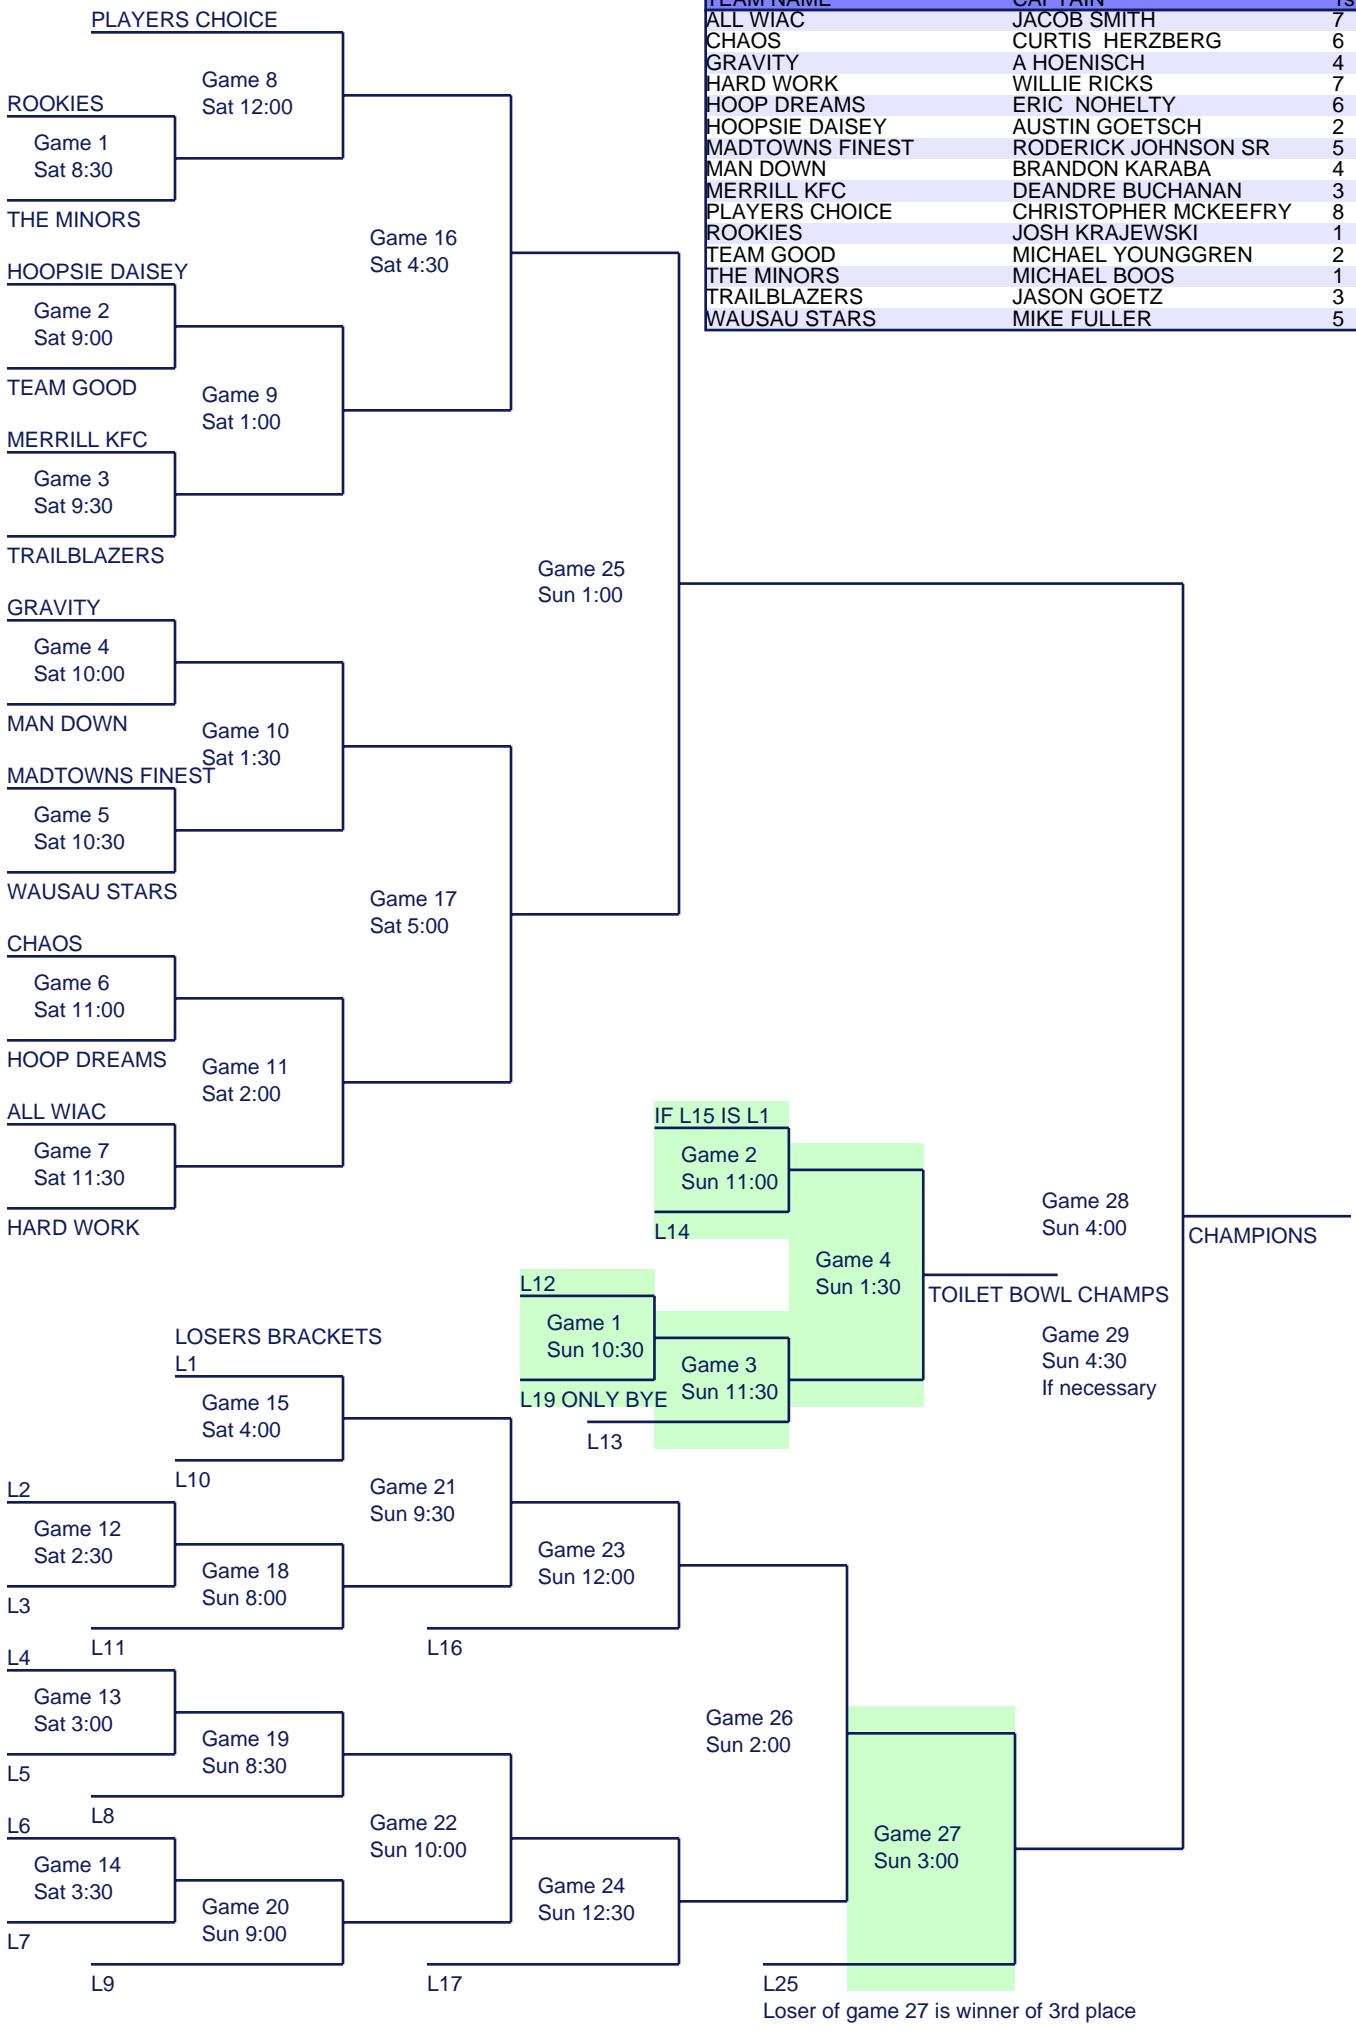 PLAYERS CHOICE
Game 8
Sat 12:00
ROOKIES
Game 1
Sat 8:30
THE MINORS
Game 16
Sat 4:30
HOOPSIE DAISEY
Game 2
Sat 9:00
TEAM GOOD
Game 9
Sat 1:00
MERRILL KFC
Game 3
Sat 9:30
TRAILBLAZERS
Game 25
Sun 1:00
GRAVITY
Game 4
Sat 10:00
MAN DOWN
Game 10
Sat 1:30
MADTOWNS FINEST
Game 5
Sat 10:30
WAUSAU STARS
Game 17
Sat 5:00
CHAOS
Game 6
Sat 11:00
HOOP DREAMS
Game 11
Sat 2:00
ALL WIAC
Game 7
Sat 11:30
HARD WORK
TEAM NAME CAPTAIN
ALL WIAC JACOB SMITH 7
CHAOS CURTIS HERZBERG 6
GRAVITY A HOENISCH 4
HARD WORK WILLIE RICKS 7
HOOP DREAMS ERIC NOHELTY 6
HOOPSIE DAISEY AUSTIN GOETSCH 2
MADTOWNS FINEST RODERICK JOHNSON SR 5
MAN DOWN BRANDON KARABA 4
MERRILL KFC DEANDRE BUCHANAN 3
PLAYERS CHOICE CHRISTOPHER MCKEEFRY 8
ROOKIES JOSH KRAJEWSKI 1
TEAM GOOD MICHAEL YOUNGGREN 2
THE MINORS MICHAEL BOOS 1
TRAILBLAZERS JASON GOETZ 3
WAUSAU STARS MIKE FULLER 5
IF L15 IS L1
Game 2
Sun 11:00
L14
Game 4
Sun 1:30
L12
Game 1
Sun 10:30
L19 ONLY BYE
Game 3
Sun 11:30
L13
TOILET BOWL CHAMPS
Game 28
Sun 4:00
CHAMPIONS
Game 29
Sun 4:30
If necessary
LOSERS BRACKETS
L1
Game 15
Sat 4:00
L10
L2
Game 12
Sat 2:30
L3
Game 18
Sun 8:00
L11
Game 21
Sun 9:30
Game 23
Sun 12:00
L16
L4
Game 13
Sat 3:00
L5
Game 19
Sun 8:30
L8
L6
Game 14
Sat 3:30
L7
Game 20
Sun 9:00
L9
Game 22
Sun 10:00
Game 24
Sun 12:30
L17
Game 26
Sun 2:00
Game 27
Sun 3:00
L25
Loser of game 27 is winner of 3rd place